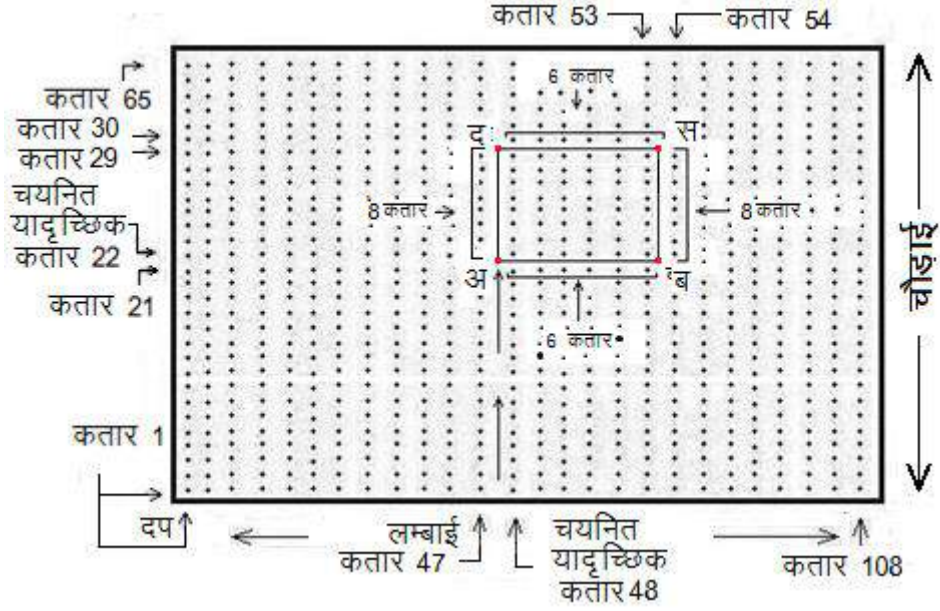 कतार 53
कतार 54
6 कतार
कतार 65
कतार 30
कतार 29
द
स
चयनित
यादृच्छिक
कतार 22
8 कतार
8 कतार
अ
ब
कतार 21
6 कतार
चौड़ाई
कतार 1
दप
लम्बाई
कतार 47
चयनित
यादृच्छिक
कतार 48
कतार 108